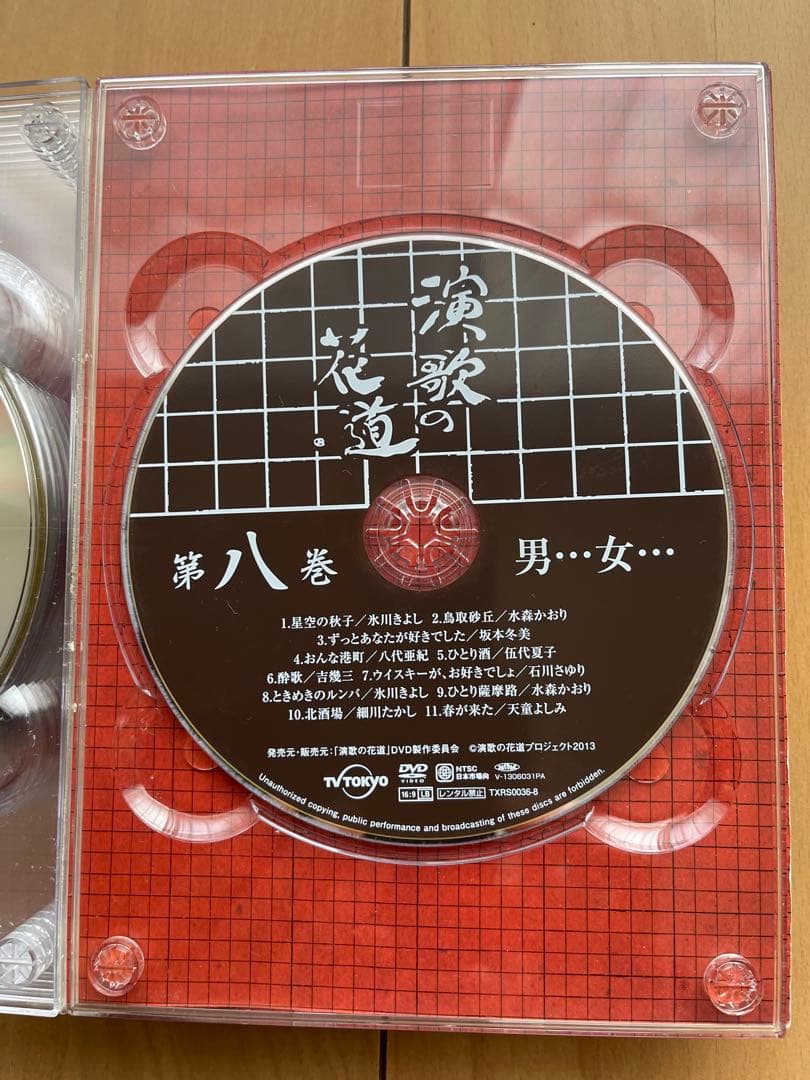 演歌の
花道
第八巻
男…女…
1.星空の秋子／氷川きよし 2.鳥取砂丘／水森かおり
3.ずっとあなたが好きでした／坂本冬美
4.おんな港町／八代亜紀 5.ひとり酒／伍代夏子
6.酔歌／吉幾三 7.ウイスキーが、お好きでしょ／石川さゆり
8.ときめきのルンバ／氷川きよし 9.ひとり薩摩路／水森かおり
10.北酒場／細川たかし 11.春が来た／天童よしみ
発売元・販売元：「演歌の花道」DVD製作委員会 ©演歌の花道プロジェクト2013
TV TOKYO
DVD VIDEO
NTSC 日本市場向
V-1306031PA
16:9 LB
レンタル禁止
TXRS0036-8
Unauthorized copying, public performance and broadcasting of these discs are forbidden.